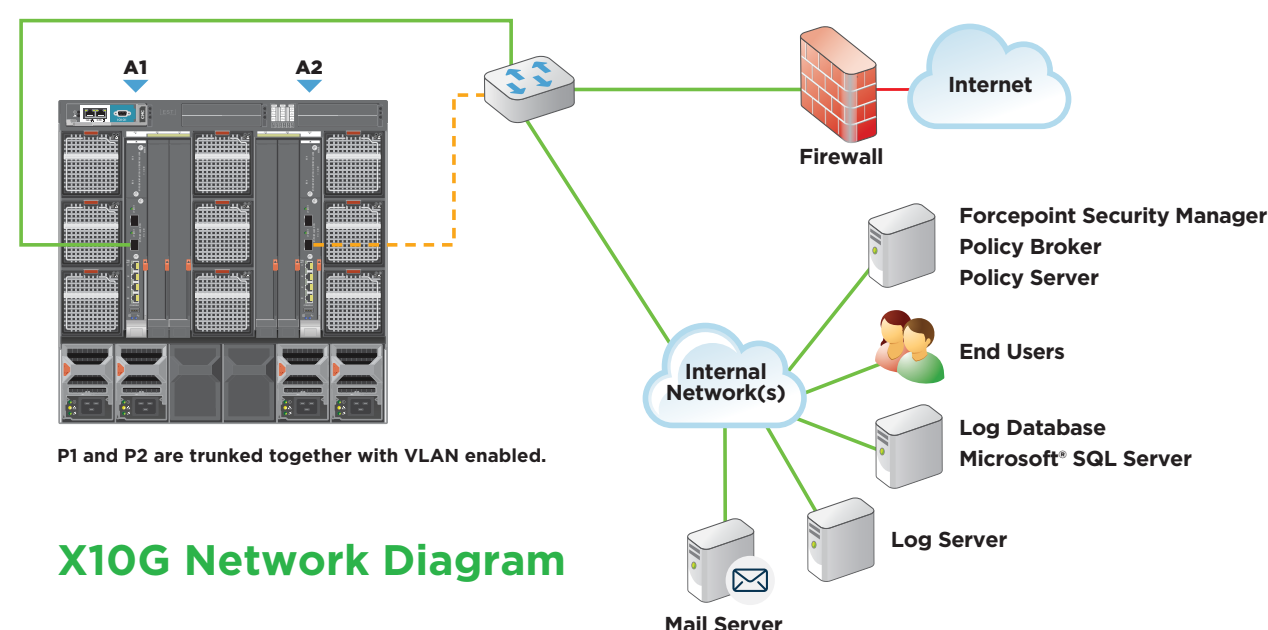 A1
A2
Internet
Firewall
Forcepoint Security Manager
Policy Broker
Policy Server
End Users
Internal
Network(s)
Log Database
Microsoft® SQL Server
P1 and P2 are trunked together with VLAN enabled.
Log Server
X10G Network Diagram
Mail Server